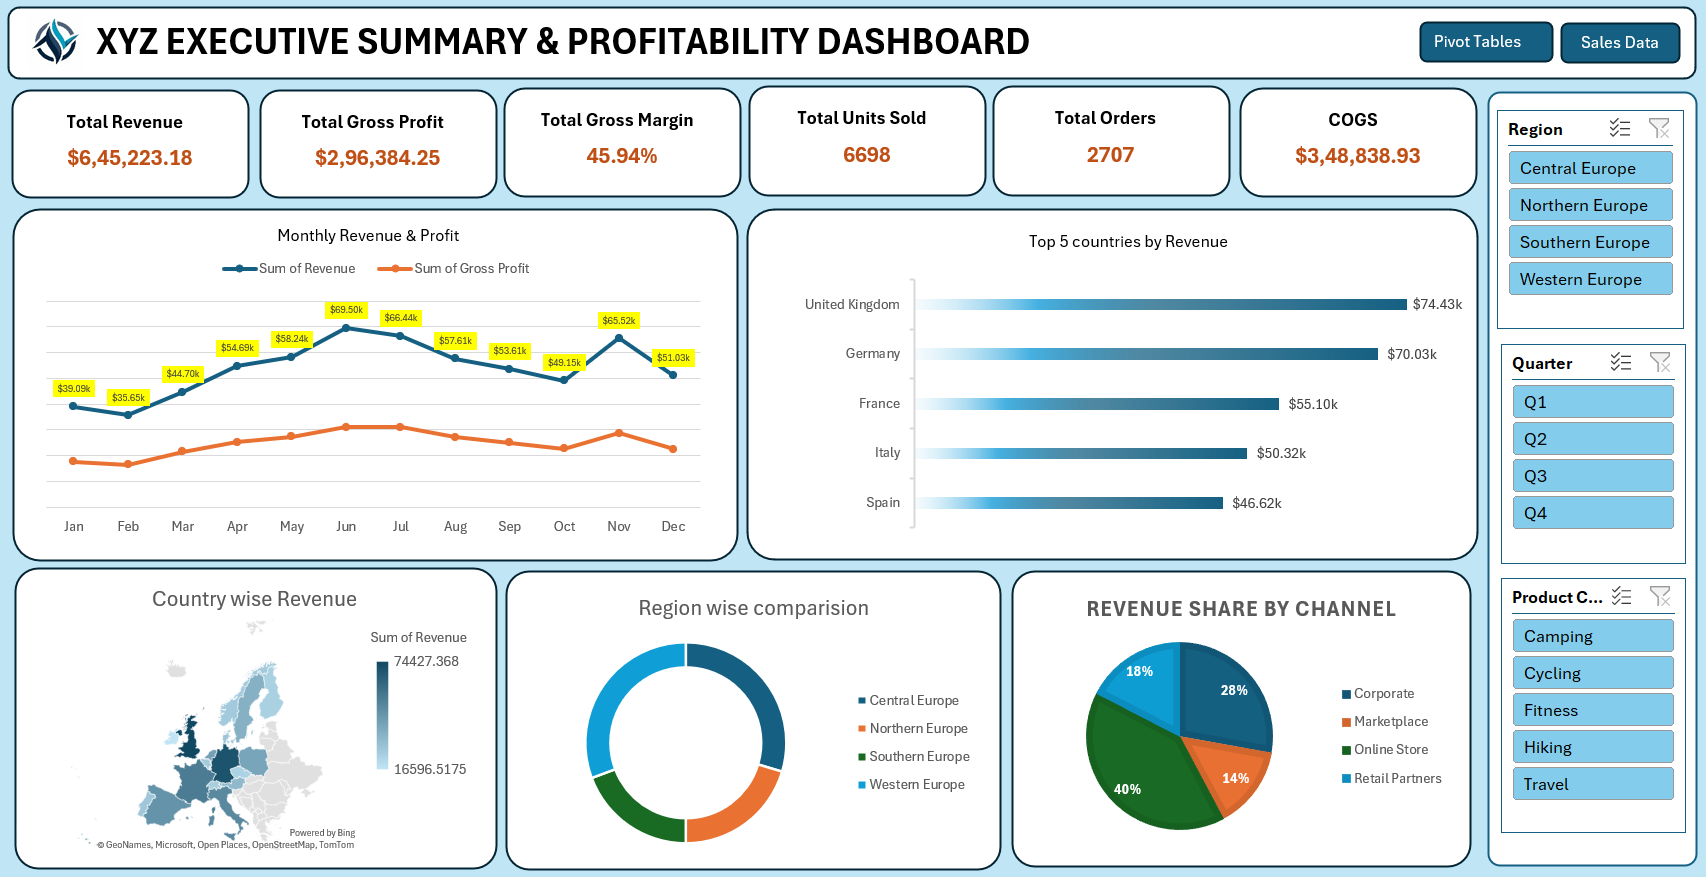 XYZ EXECUTIVE SUMMARY & PROFITABILITY DASHBOARD
Pivot Tables
Sales Data
Total Revenue
$6,45,223.18
Total Gross Profit
$2,96,384.25
Total Gross Margin
45.94%
Total Units Sold
6698
Total Orders
2707
COGS
$3,48,838.93
Region
Central Europe
Northern Europe
Southern Europe
Western Europe
Quarter
Q1
Q2
Q3
Q4
Product C...
Camping
Cycling
Fitness
Hiking
Travel
Monthly Revenue & Profit
Sum of Revenue
Sum of Gross Profit
$39.09k
$35.65k
$44.70k
$54.69k
$58.24k
$69.50k
$66.44k
$57.61k
$53.61k
$49.15k
$65.52k
$51.03k
Jan Feb Mar Apr May Jun Jul Aug Sep Oct Nov Dec
Top 5 countries by Revenue
United Kingdom $74.43k
Germany $70.03k
France $55.10k
Italy $50.32k
Spain $46.62k
Country wise Revenue
Sum of Revenue
74427.368
16596.5175
Powered by Bing
© GeoNames, Microsoft, Open Places, OpenStreetMap, TomTom
Region wise comparision
Central Europe
Northern Europe
Southern Europe
Western Europe
REVENUE SHARE BY CHANNEL
18%
28%
14%
40%
Corporate
Marketplace
Online Store
Retail Partners